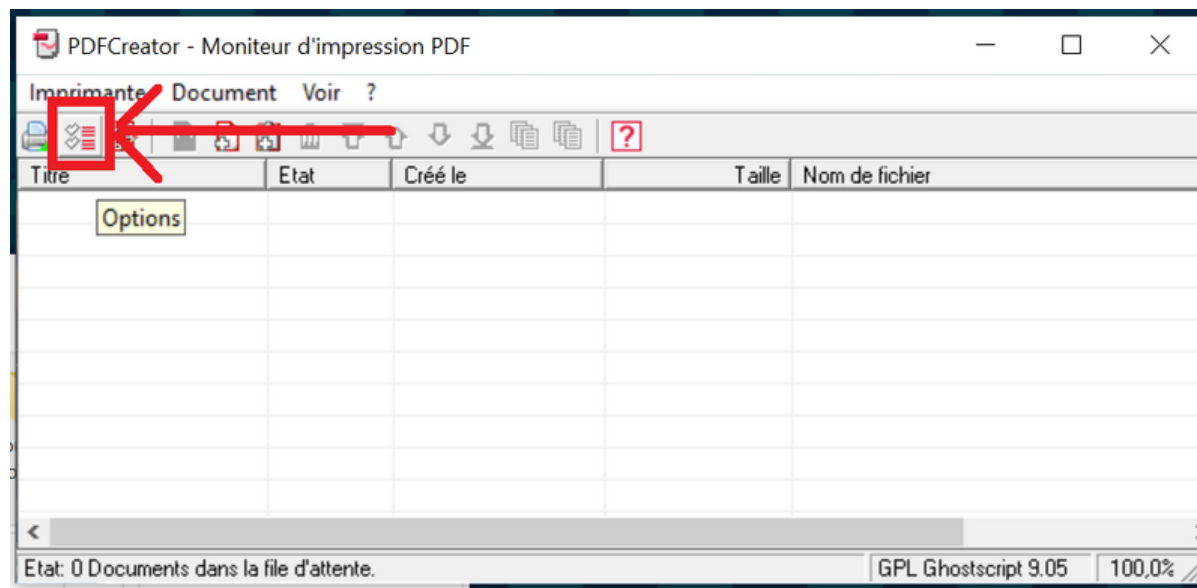 PDFCreator - Moniteur d'impression PDF
Imprimante Document Voir ?
?
Titre Etat Créé le Taille Nom de fichier
Options
Etat: 0 Documents dans la file d'attente. GPL Ghostscript 9.05 100,0%